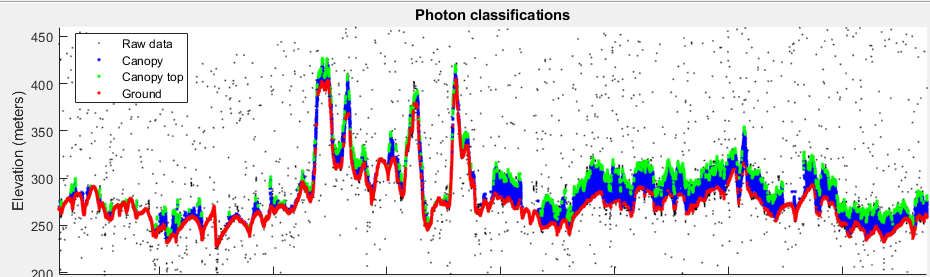 Photon classifications
450
400
350
300
250
200
Elevation (meters)
Raw data
Canopy
Canopy top
Ground